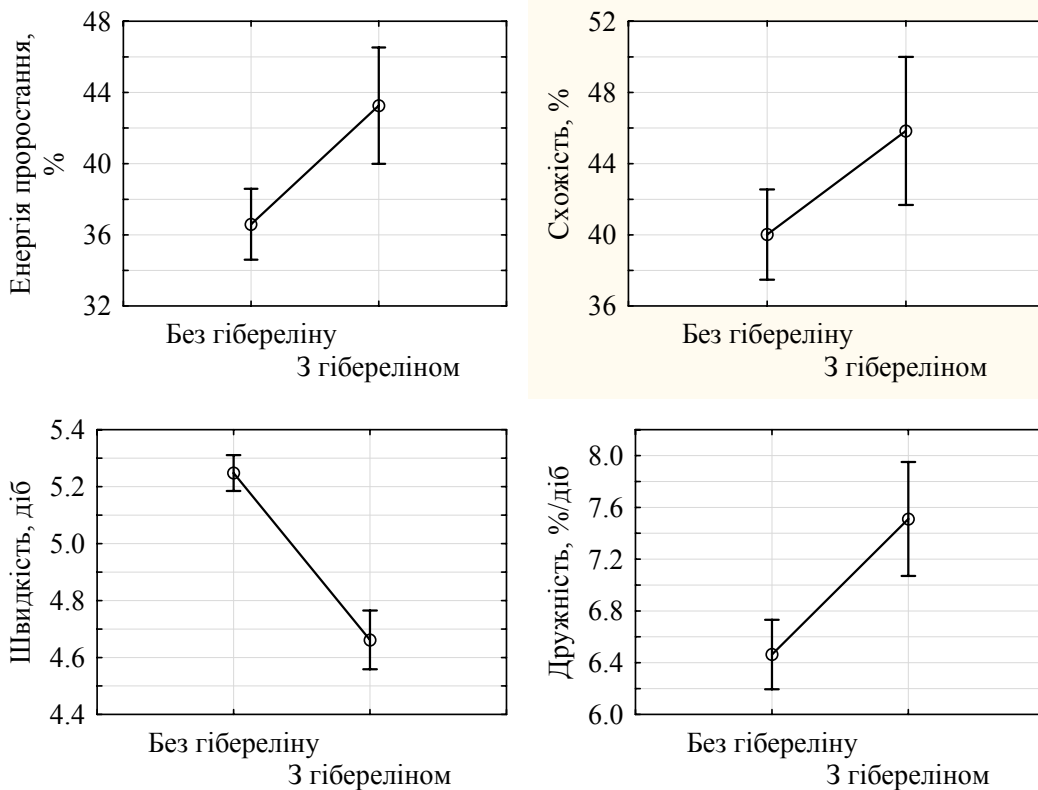 Енергія проростання,
%
48
44
40
36
32
Без гібереліну
З гібереліном
Схожість, %
52
48
44
40
36
Без гібереліну
З гібереліном
Швидкість, діб
5.4
5.2
5.0
4.8
4.6
4.4
Без гібереліну
З гібереліном
Дружність, %/діб
8.0
7.6
7.2
6.8
6.4
6.0
Без гібереліну
З гібереліном